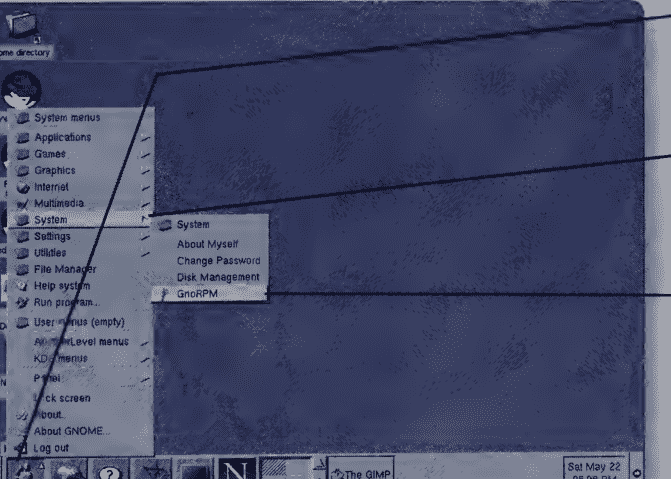 ome directory
System menus
Applications
Games
Graphics
Internet
Multimedia
System
Settings
Utilities
File Manager
Help system
Run program...
User menus (empty)
AnotherLevel menus
KDE menus
Panel
Lock screen
About..
About GNOME...
Log out
System
About Myself
Change Password
Disk Management
GnoRPM
?
N
The GIMP
Sat May 22